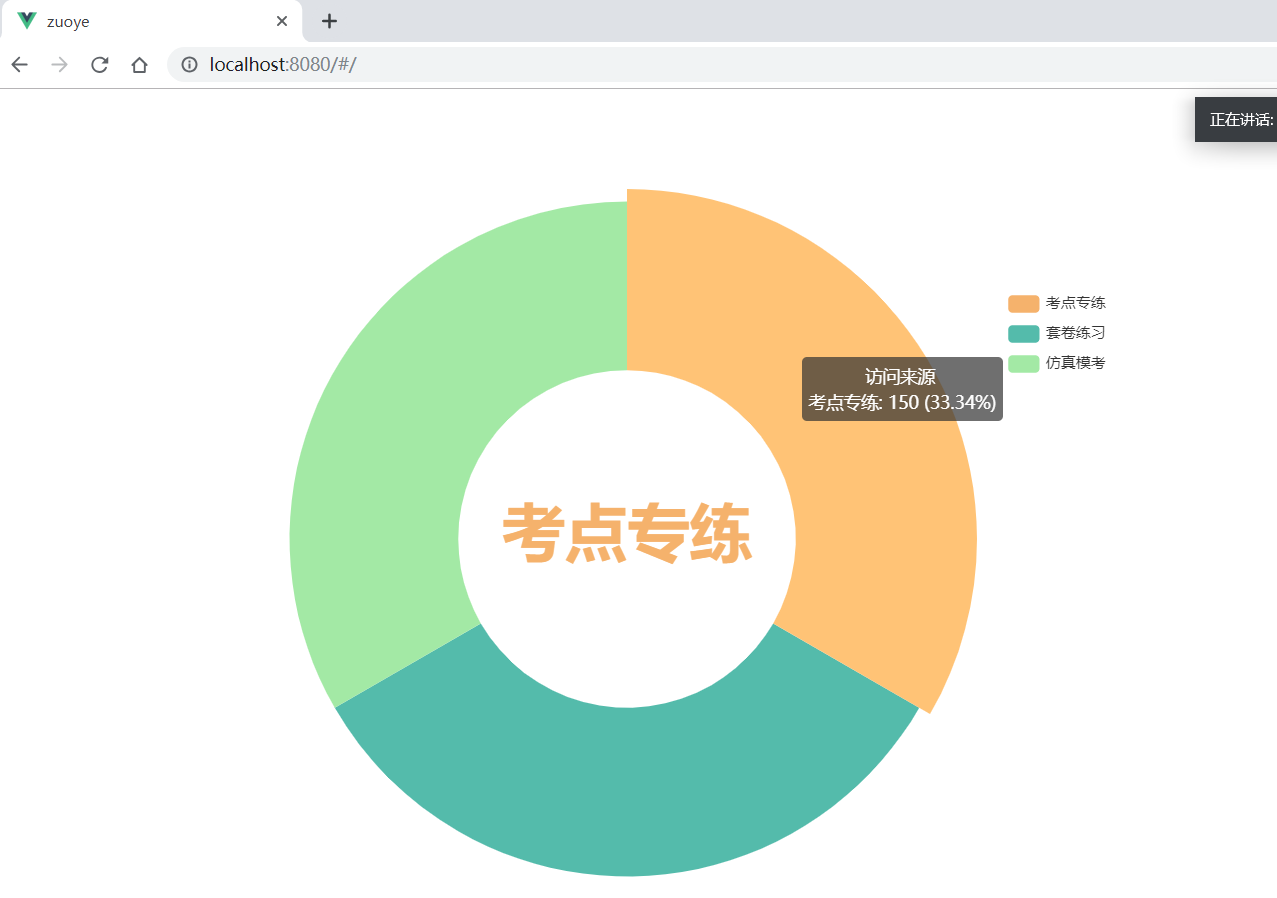 zuoye
localhost:8080/#/
正在讲话:
考点专练
套卷练习
仿真模考
访问来源
考点专练: 150 (33.34%)
考点专练